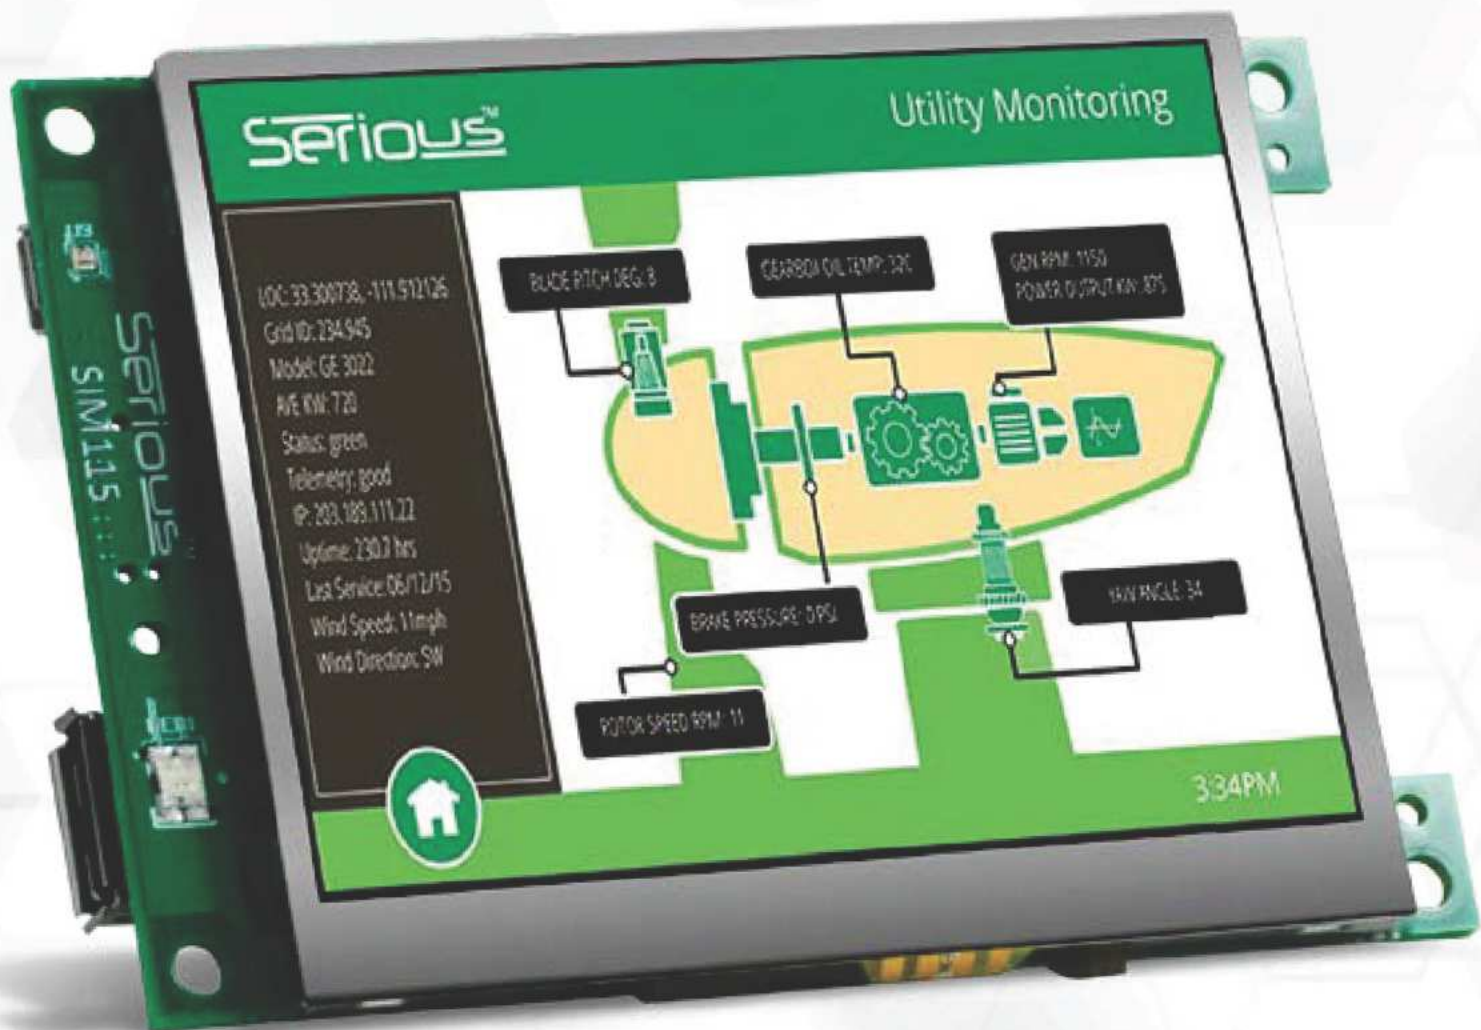 Serious™
Utility Monitoring
LOC: 33.300738, -111.912126
Grid ID: 234.945
Model: GE 3022
AVE KW: 720
Status: green
Telemetry: good
IP: 203.189.111.22
Uptime: 230.7 hrs
Last Service: 06/12/15
Wind Speed: 11mph
Wind Direction: SW
BLADE PITCH DEG: 8
GEARBOX OIL TEMP: 32C
GEN RPM: 1150
POWER OUTPUT KW: 875
BRAKE PRESSURE: 0 PSI
YAW ANGLE: 34
ROTOR SPEED RPM: 11
3:34PM
Serious
SIM115